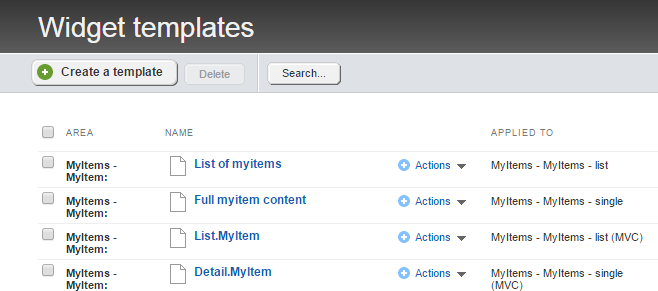 Widget templates
Create a template Delete Search...
AREA NAME APPLIED TO
MyItems - List of myitems Actions MyItems - MyItems - list
MyItem:
MyItems - Full myitem content Actions MyItems - MyItems - single
MyItem:
MyItems - List.MyItem Actions MyItems - MyItems - list (MVC)
MyItem:
MyItems - Detail.MyItem Actions MyItems - MyItems - single
MyItem: (MVC)